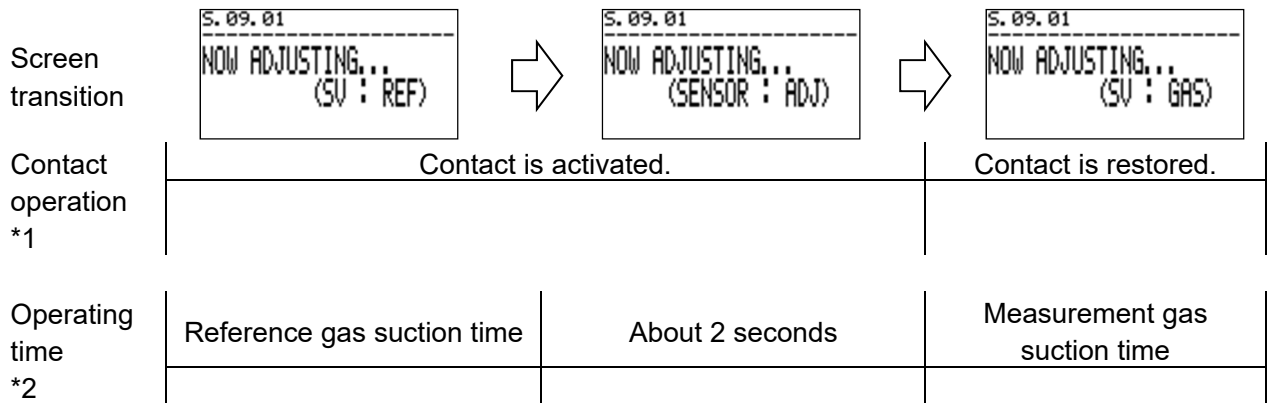 Screen
transition
S.09.01
NOW ADJUSTING...
(SV : REF)
S.09.01
NOW ADJUSTING...
(SENSOR : ADJ)
S.09.01
NOW ADJUSTING...
(SV : GAS)
Contact
operation
*1
Contact is activated.
Contact is restored.
Operating
time
*2
Reference gas suction time
About 2 seconds
Measurement gas
suction time